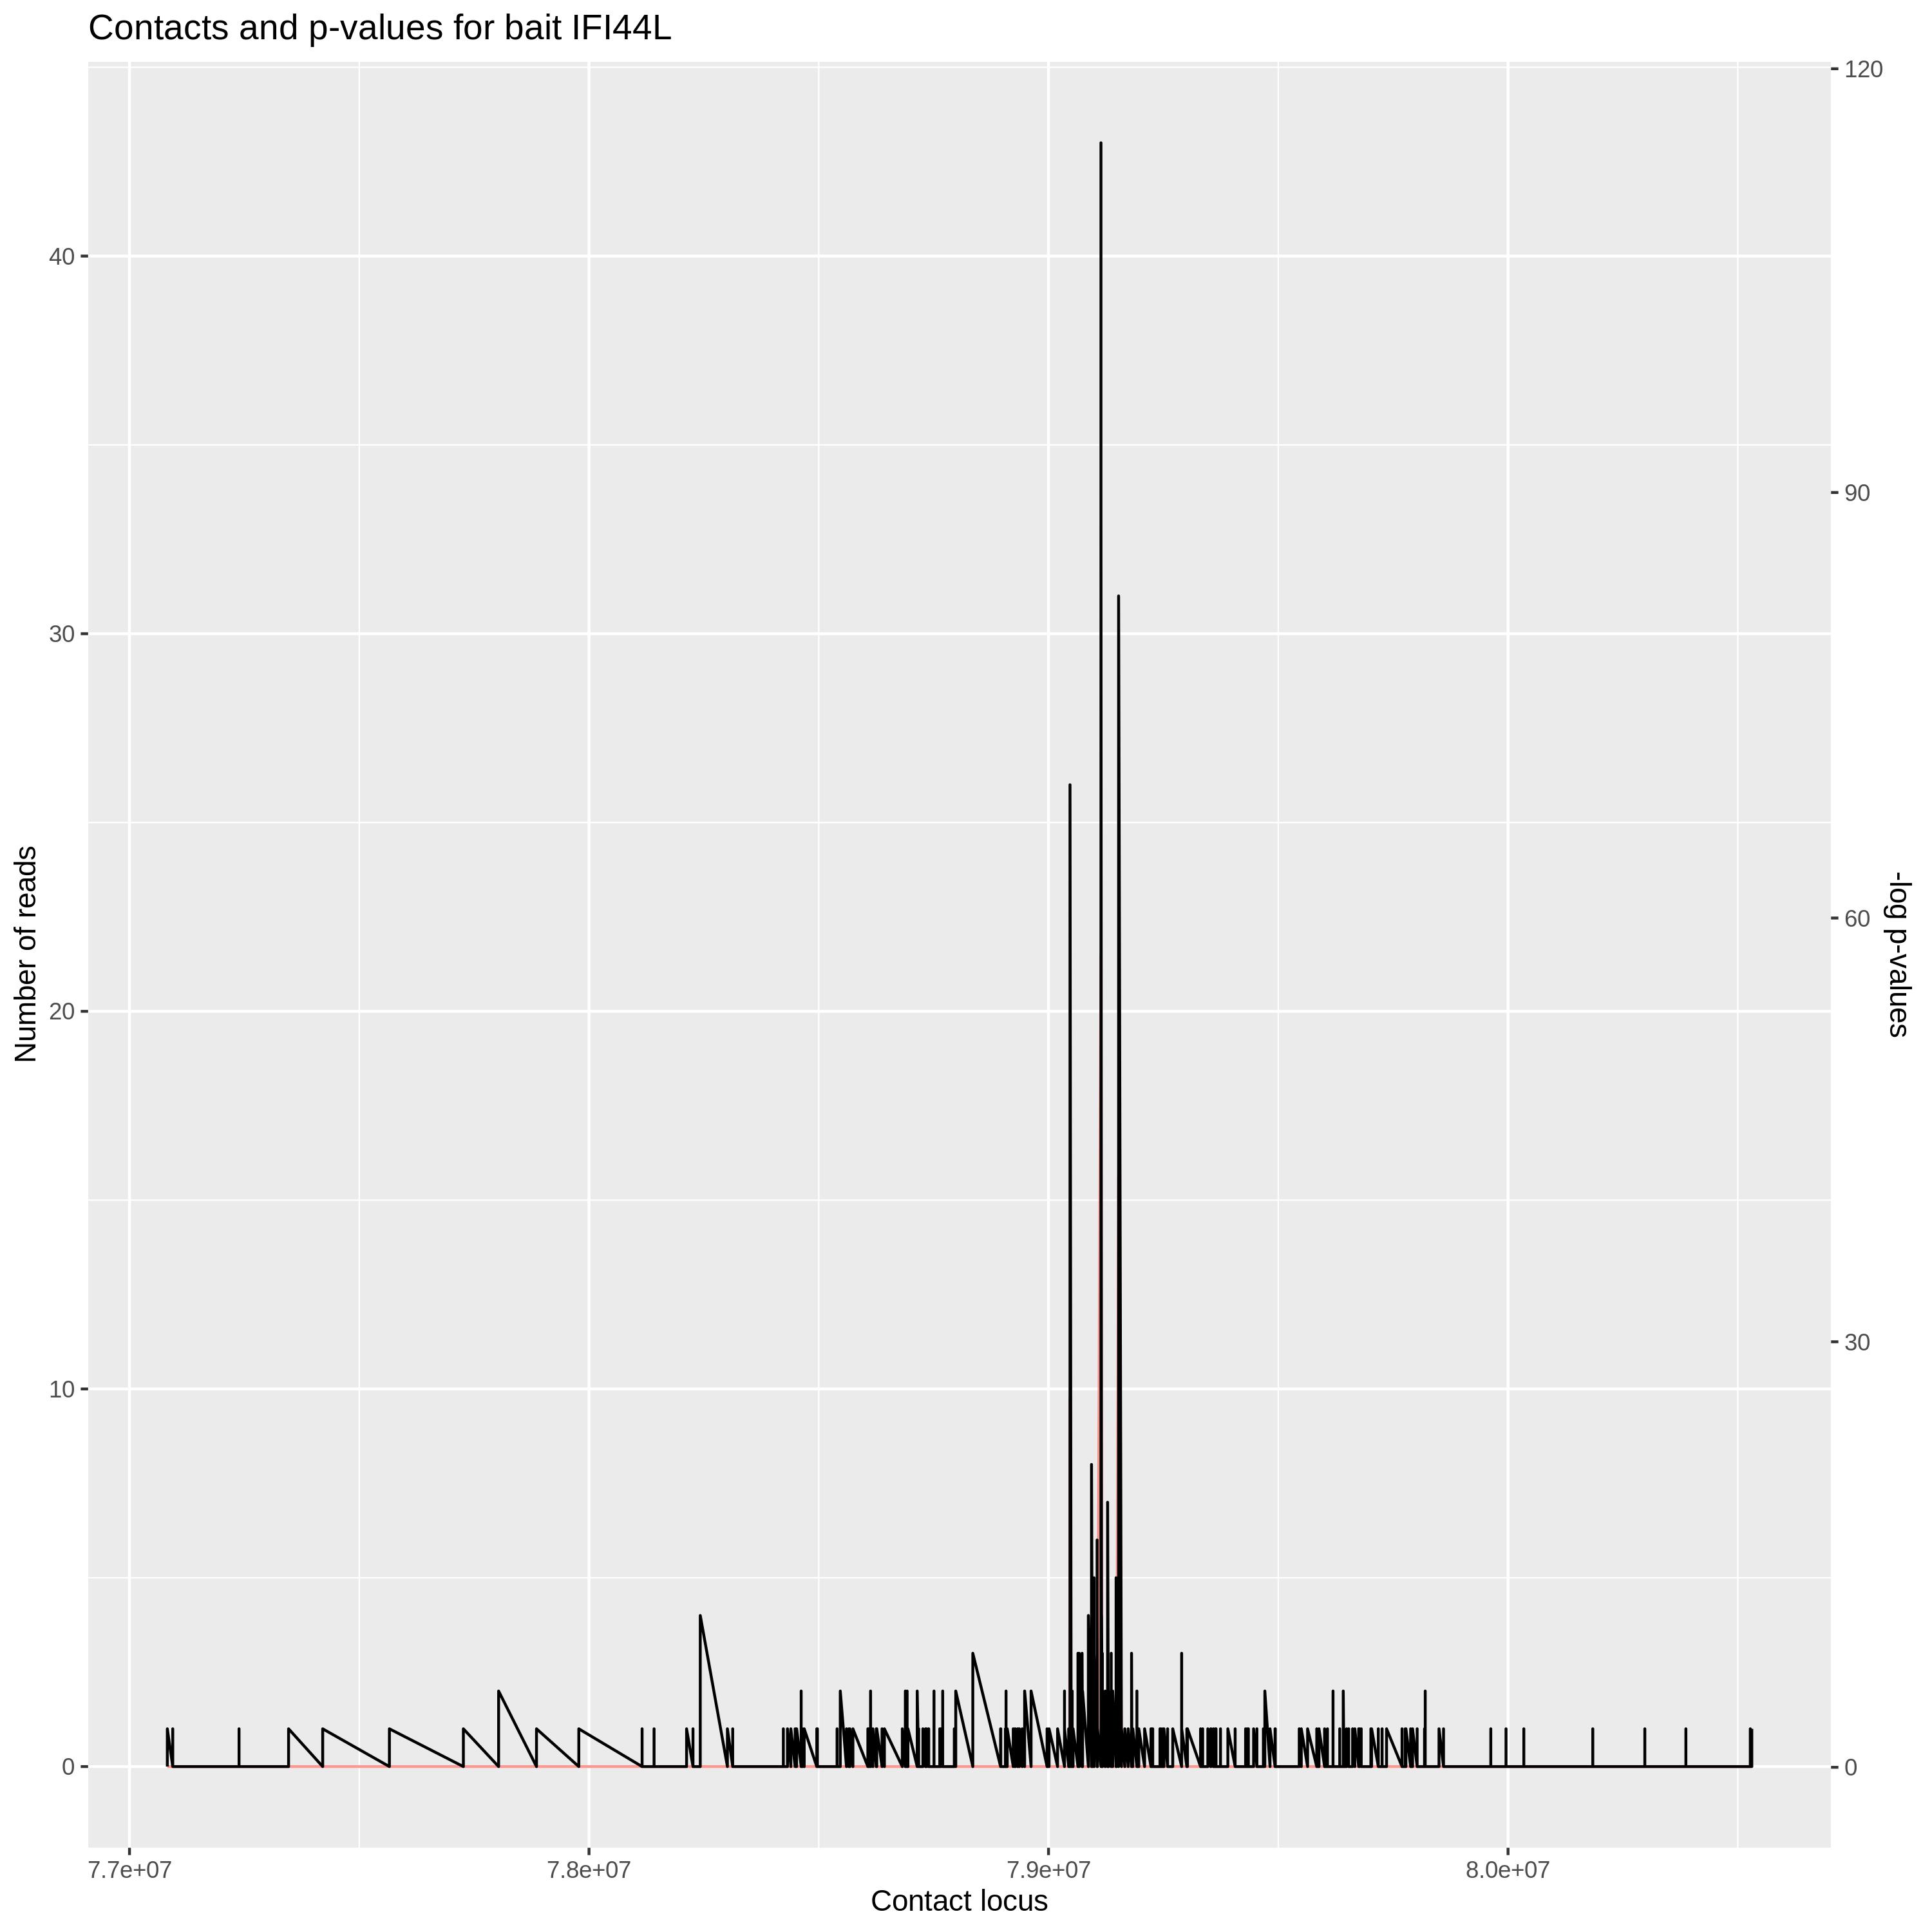 Contacts and p-values for bait IFI44L
120
40
90
30
Number of reads
-log p-values
60
20
30
10
0
0
7.7e+07
7.8e+07
7.9e+07
8.0e+07
Contact locus